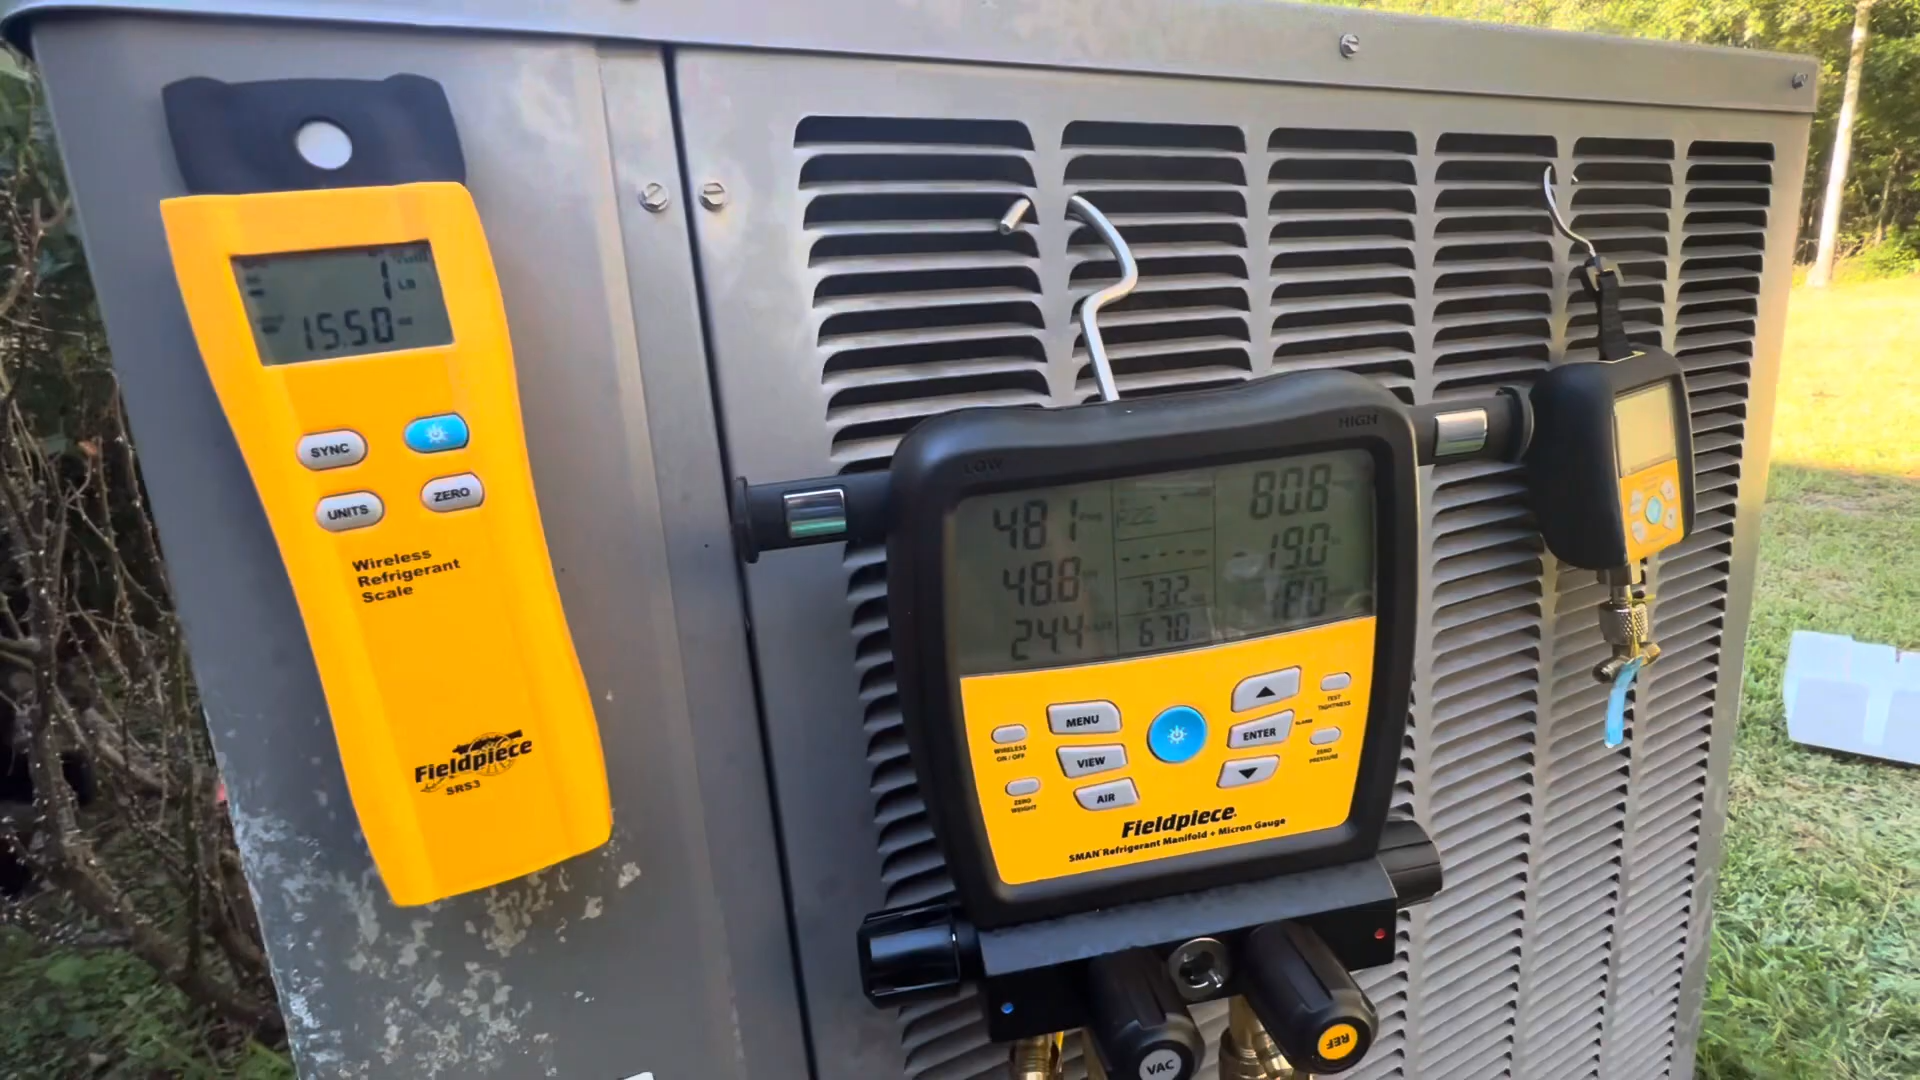 1 LB
15.50
SYNC
UNITS
ZERO
Wireless
Refrigerant
Scale
Fieldpiece
SRS3
LOW
HIGH
48.1
R22
80.8
48.8
-19.0
24.4
73.2
67.0
MENU
VIEW
AIR
ENTER
WIRELESS
ON / OFF
ZERO
WEIGHT
TEST
TIGHTNESS
ALARM
ZERO
PRESSURE
Fieldpiece
SMAN Refrigerant Manifold + Micron Gauge
VAC
REF